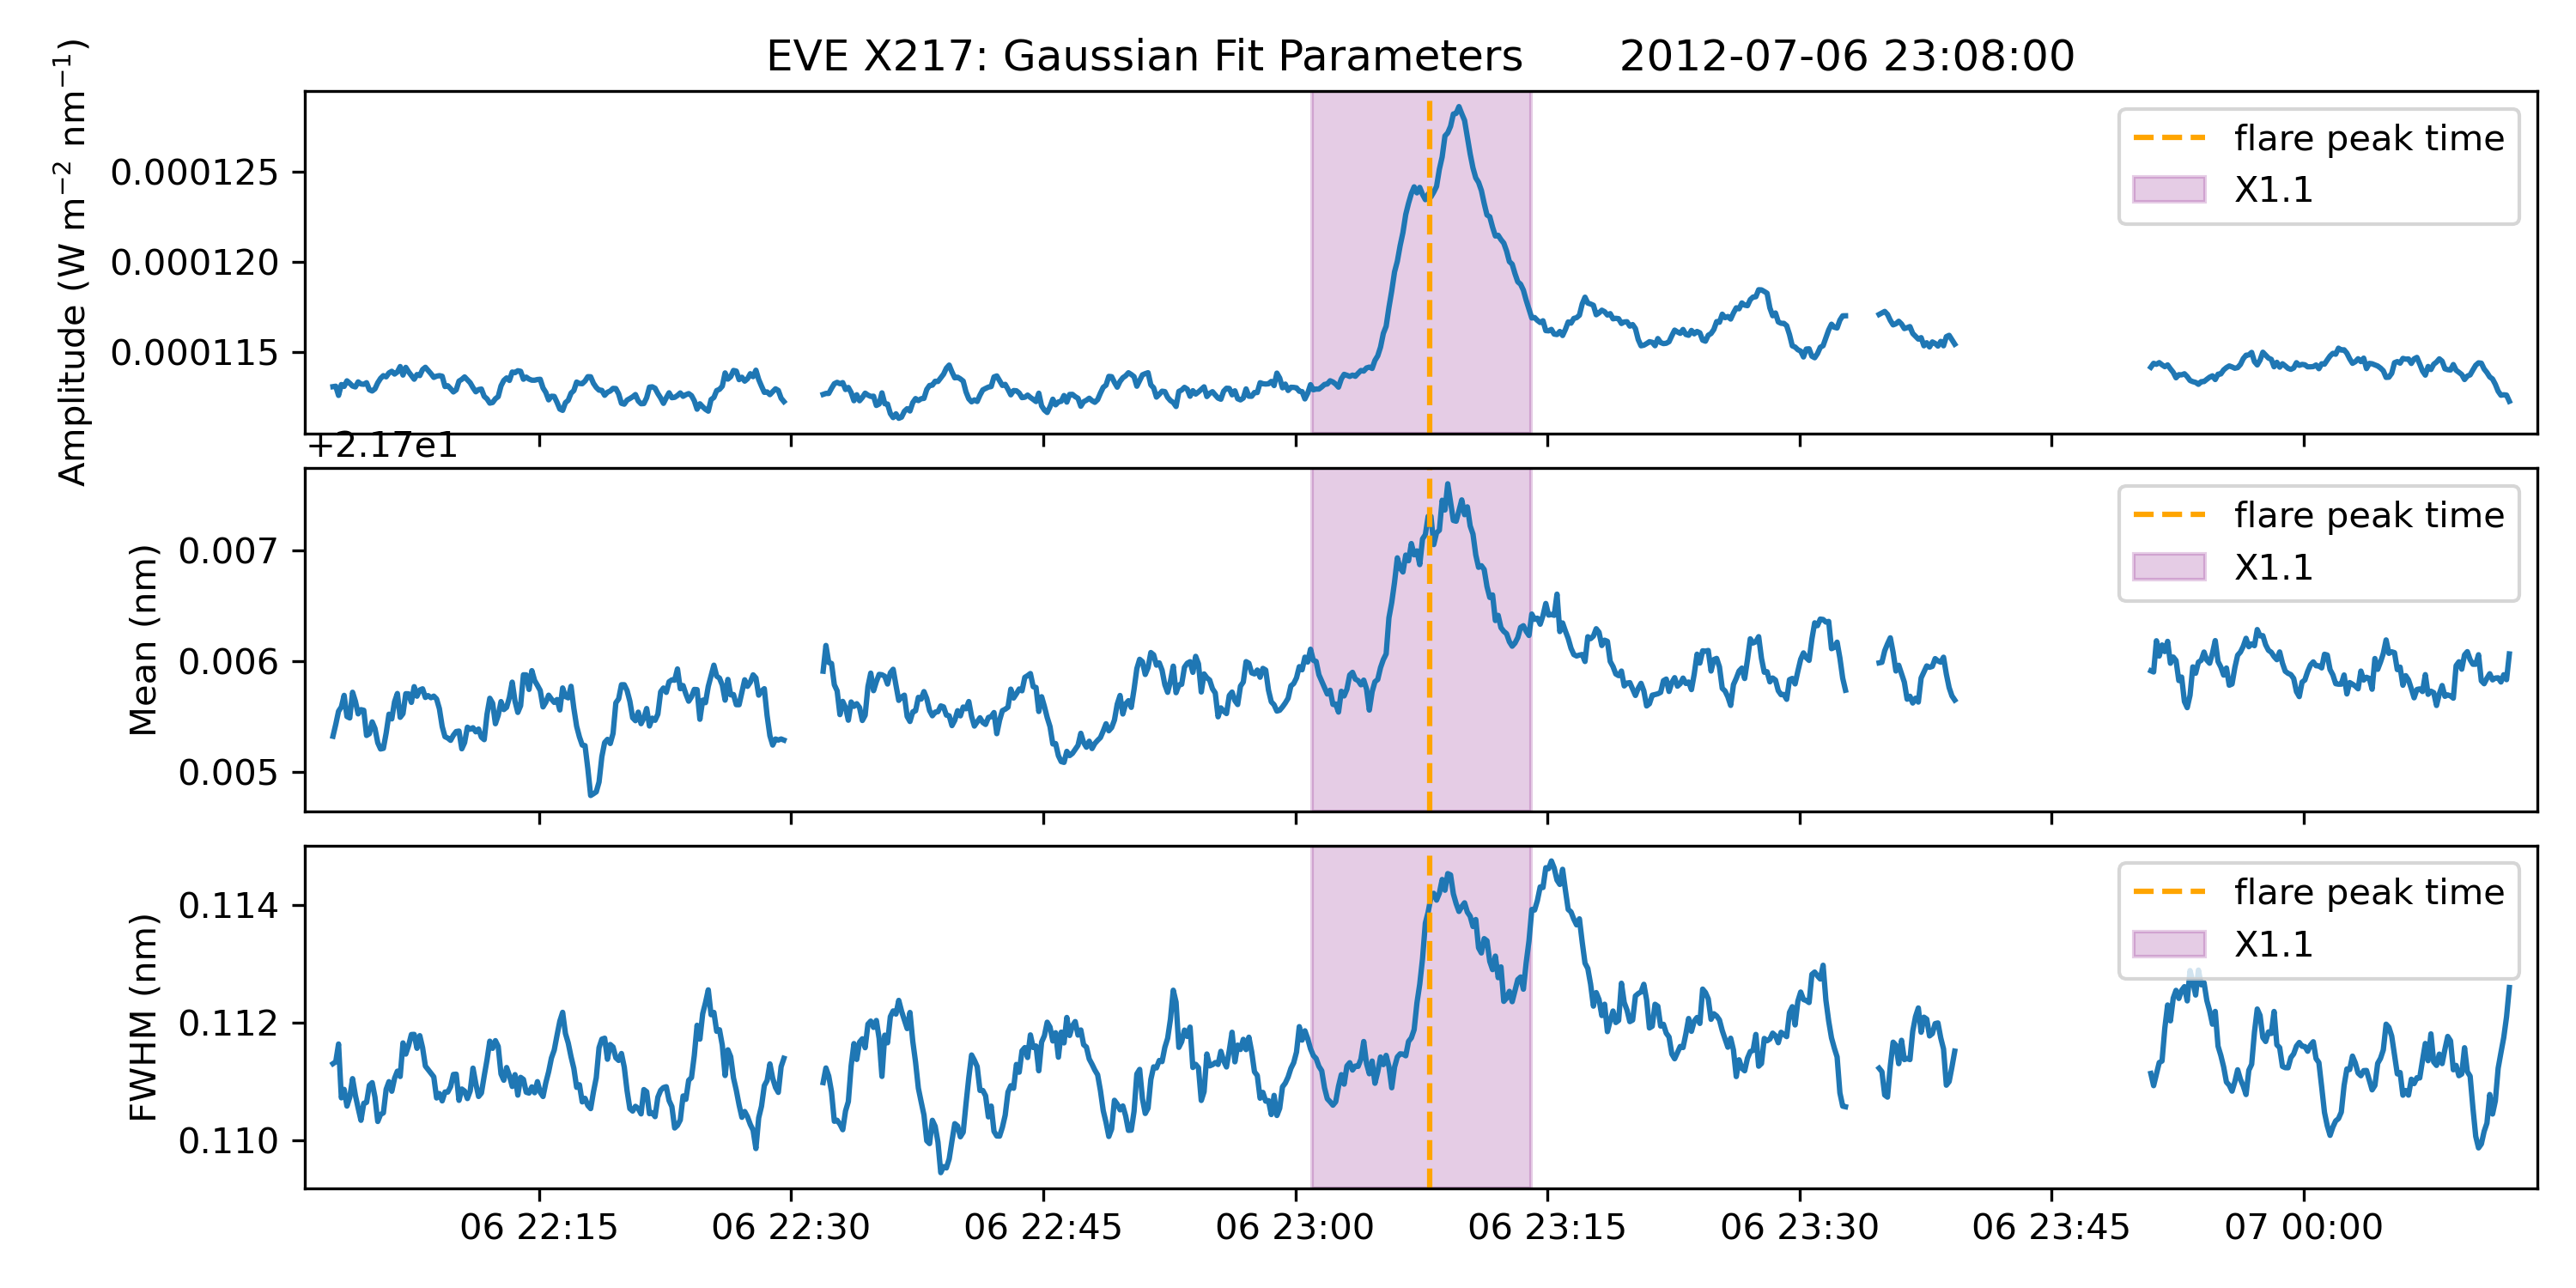 EVE X217: Gaussian Fit Parameters 2012-07-06 23:08:00
Amplitude (W m⁻² nm⁻¹)
0.000125
0.000120
0.000115
flare peak time
X1.1
+2.17e1
Mean (nm)
0.007
0.006
0.005
flare peak time
X1.1
FWHM (nm)
0.114
0.112
0.110
flare peak time
X1.1
06 22:15 06 22:30 06 22:45 06 23:00 06 23:15 06 23:30 06 23:45 07 00:00